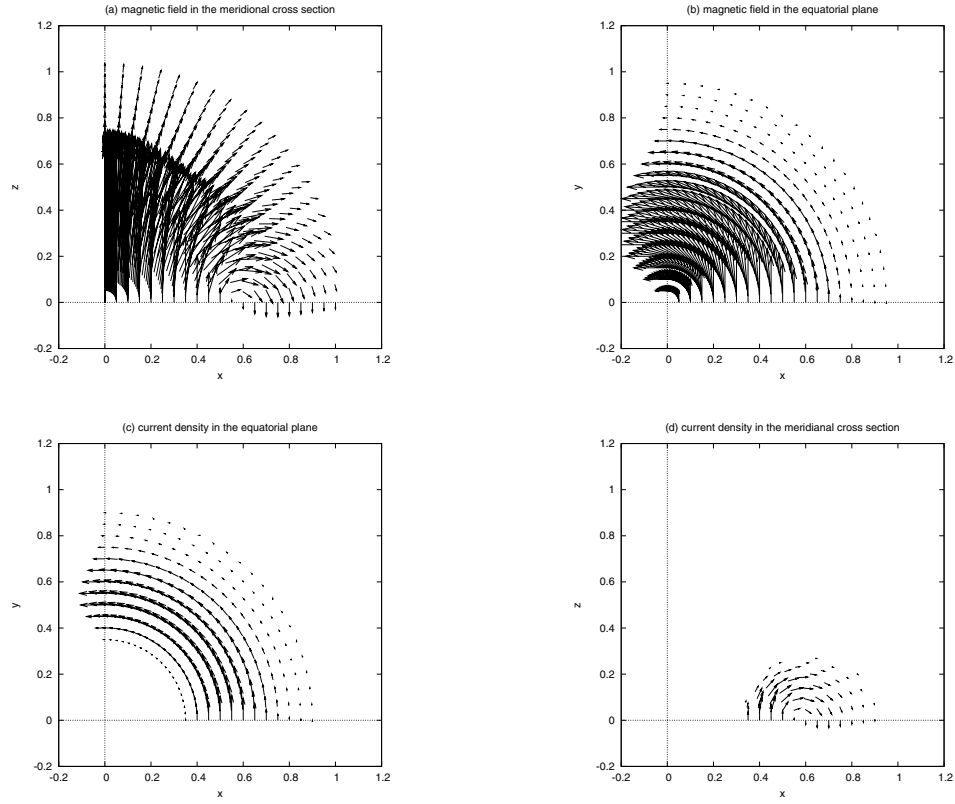 (a) magnetic field in the meridional cross section
1.2
1
0.8
0.6
0.4
0.2
0
-0.2
z
-0.2 0 0.2 0.4 0.6 0.8 1 1.2
x
(b) magnetic field in the equatorial plane
1.2
1
0.8
0.6
0.4
0.2
0
-0.2
y
-0.2 0 0.2 0.4 0.6 0.8 1 1.2
x
(c) current density in the equatorial plane
1.2
1
0.8
0.6
0.4
0.2
0
-0.2
y
-0.2 0 0.2 0.4 0.6 0.8 1 1.2
x
(d) current density in the meridianal cross section
1.2
1
0.8
0.6
0.4
0.2
0
-0.2
z
-0.2 0 0.2 0.4 0.6 0.8 1 1.2
x